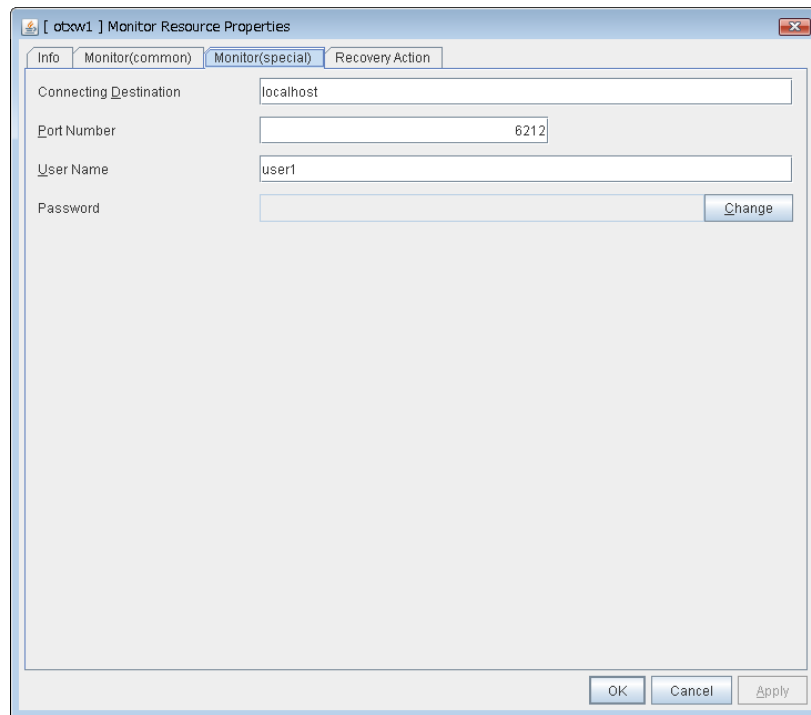 [ otxw1 ] Monitor Resource Properties
Info Monitor(common) Monitor(special) Recovery Action
Connecting Destination localhost
Port Number 6212
User Name user1
Password Change
OK Cancel Apply